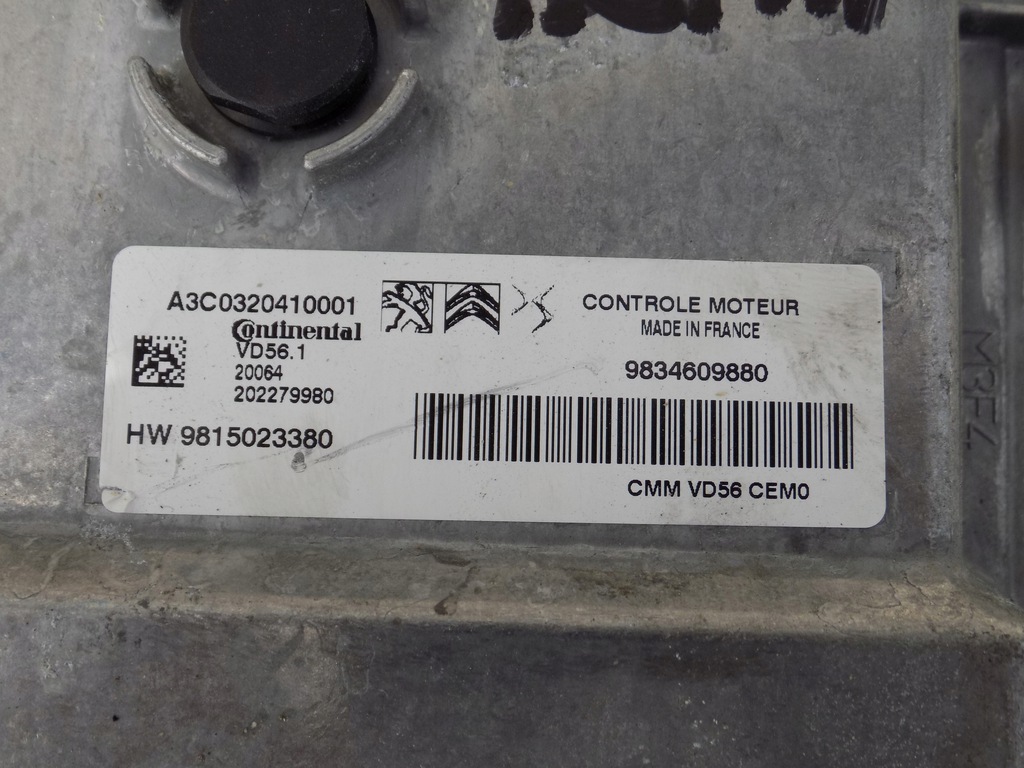 A3C0320410001
Continental
VD56.1
20064
202279980
HW 9815023380
CONTROLE MOTEUR
MADE IN FRANCE
9834609880
CMM VD56 CEM0